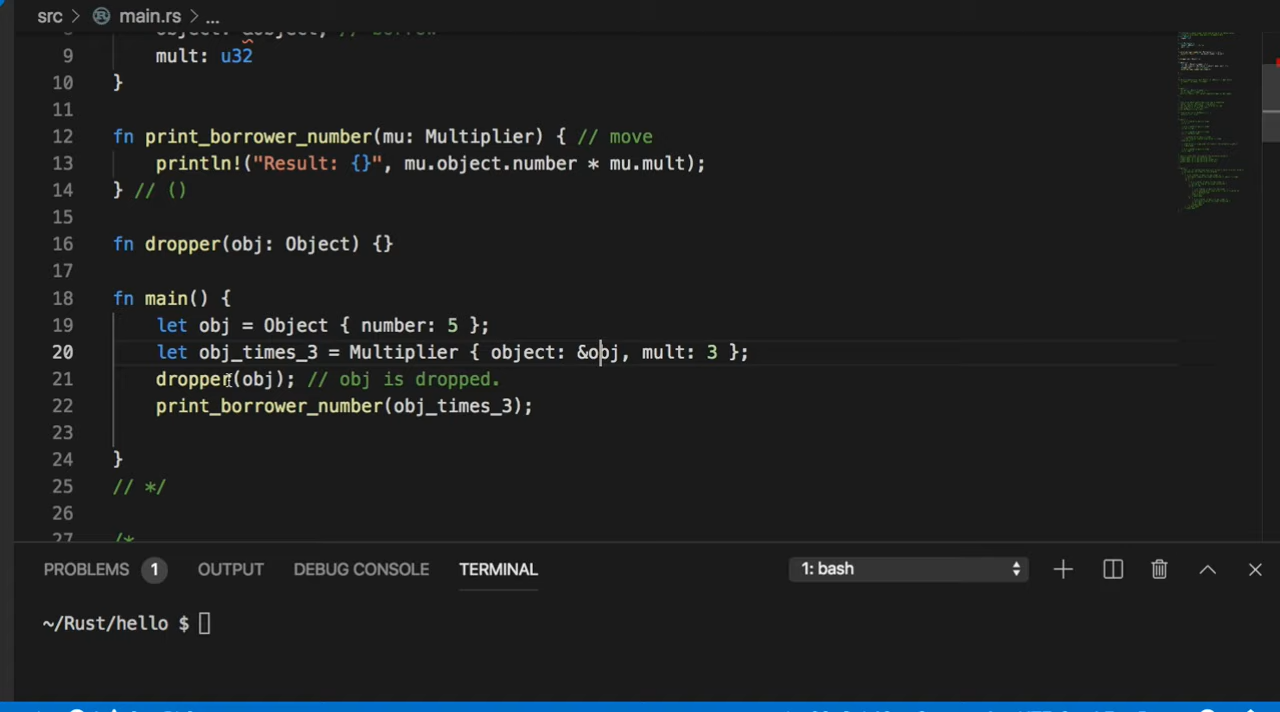 src > main.rs > ...
object: &object, // borrow
9 mult: u32
10 }
11
12 fn print_borrower_number(mu: Multiplier) { // move
13 println!("Result: {}", mu.object.number * mu.mult);
14 } // ()
15
16 fn dropper(obj: Object) {}
17
18 fn main() {
19 let obj = Object { number: 5 };
20 let obj_times_3 = Multiplier { object: &obj, mult: 3 };
21 dropper(obj); // obj is dropped.
22 print_borrower_number(obj_times_3);
23
24 }
25 // */
26
27 /*
PROBLEMS 1 OUTPUT DEBUG CONSOLE TERMINAL 1: bash
~/Rust/hello $